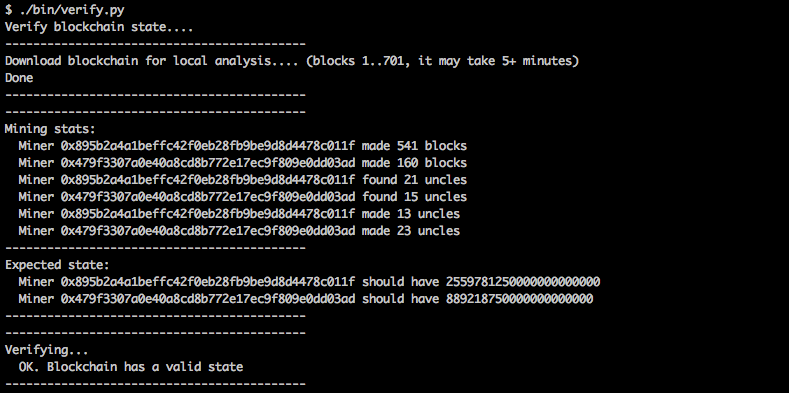 $ ./bin/verify.py
Verify blockchain state....
-------------------------------------------
Download blockchain for local analysis.... (blocks 1..701, it may take 5+ minutes)
Done
-------------------------------------------
-------------------------------------------
Mining stats:
  Miner 0x895b2a4a1beffc42f0eb28fb9be9d8d4478c011f made 541 blocks
  Miner 0x479f3307a0e40a8cd8b772e17ec9f809e0dd03ad made 160 blocks
  Miner 0x895b2a4a1beffc42f0eb28fb9be9d8d4478c011f found 21 uncles
  Miner 0x479f3307a0e40a8cd8b772e17ec9f809e0dd03ad found 15 uncles
  Miner 0x895b2a4a1beffc42f0eb28fb9be9d8d4478c011f made 13 uncles
  Miner 0x479f3307a0e40a8cd8b772e17ec9f809e0dd03ad made 23 uncles
-------------------------------------------
Expected state:
  Miner 0x895b2a4a1beffc42f0eb28fb9be9d8d4478c011f should have 2559781250000000000000
  Miner 0x479f3307a0e40a8cd8b772e17ec9f809e0dd03ad should have 889218750000000000000
-------------------------------------------
-------------------------------------------
Verifying...
  OK. Blockchain has a valid state
-------------------------------------------